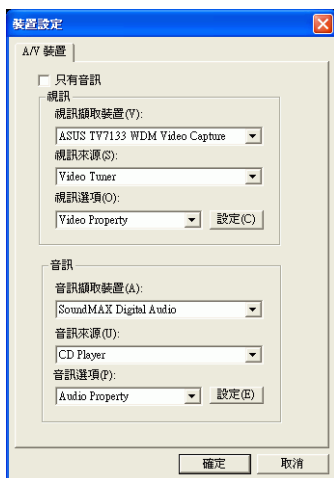 裝置設定
A/V 裝置
只有音訊
視訊
視訊擷取裝置(V):
ASUS TV7133 WDM Video Capture
視訊來源(S):
Video Tuner
視訊選項(O):
Video Property
設定(C)
音訊
音訊擷取裝置(A):
SoundMAX Digital Audio
音訊來源(U):
CD Player
音訊選項(P):
Audio Property
設定(E)
確定
取消